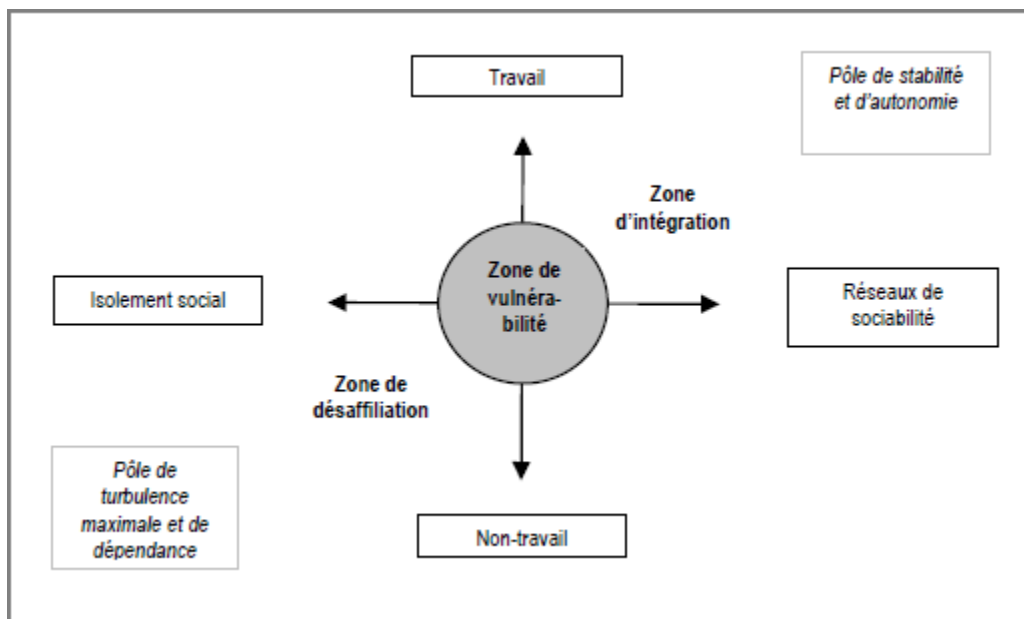 Travail
Pôle de stabilité
et d'autonomie
Zone
d'intégration
Zone de
vulnéra-
bilité
Isolement social
Réseaux de
sociabilité
Zone de
désaffiliation
Pôle de
turbulence
maximale et de
dépendance
Non-travail